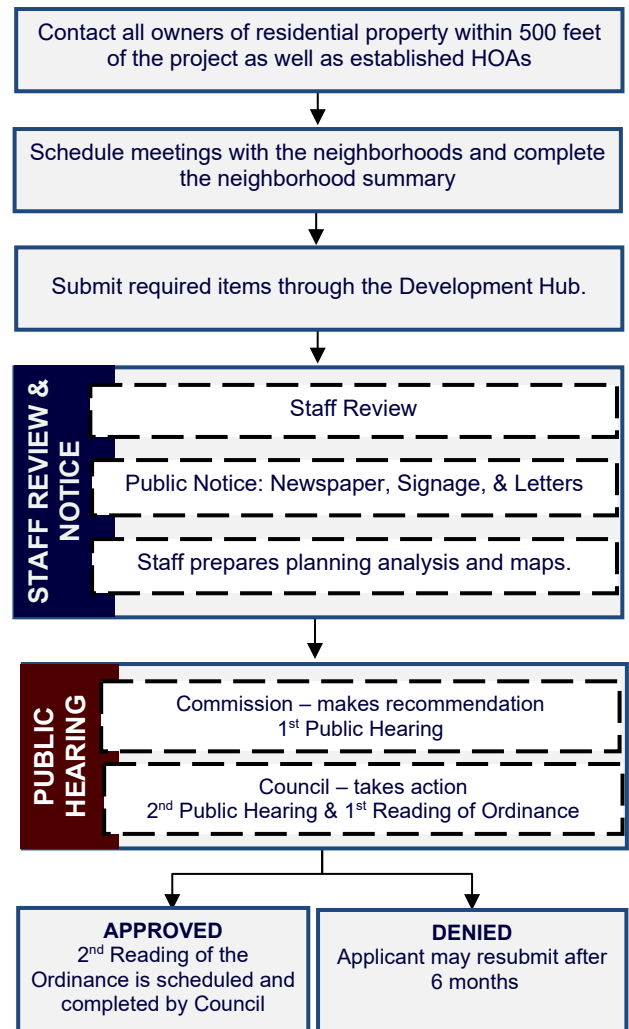 Contact all owners of residential property within 500 feet
of the project as well as established HOAs
Schedule meetings with the neighborhoods and complete
the neighborhood summary
Submit required items through the Development Hub.
STAFF REVIEW &
NOTICE
Staff Review
Public Notice: Newspaper, Signage, & Letters
Staff prepares planning analysis and maps.
PUBLIC
HEARING
Commission – makes recommendation
1st Public Hearing
Council – takes action
2nd Public Hearing & 1st Reading of Ordinance
APPROVED
2nd Reading of the
Ordinance is scheduled and
completed by Council
DENIED
Applicant may resubmit after
6 months